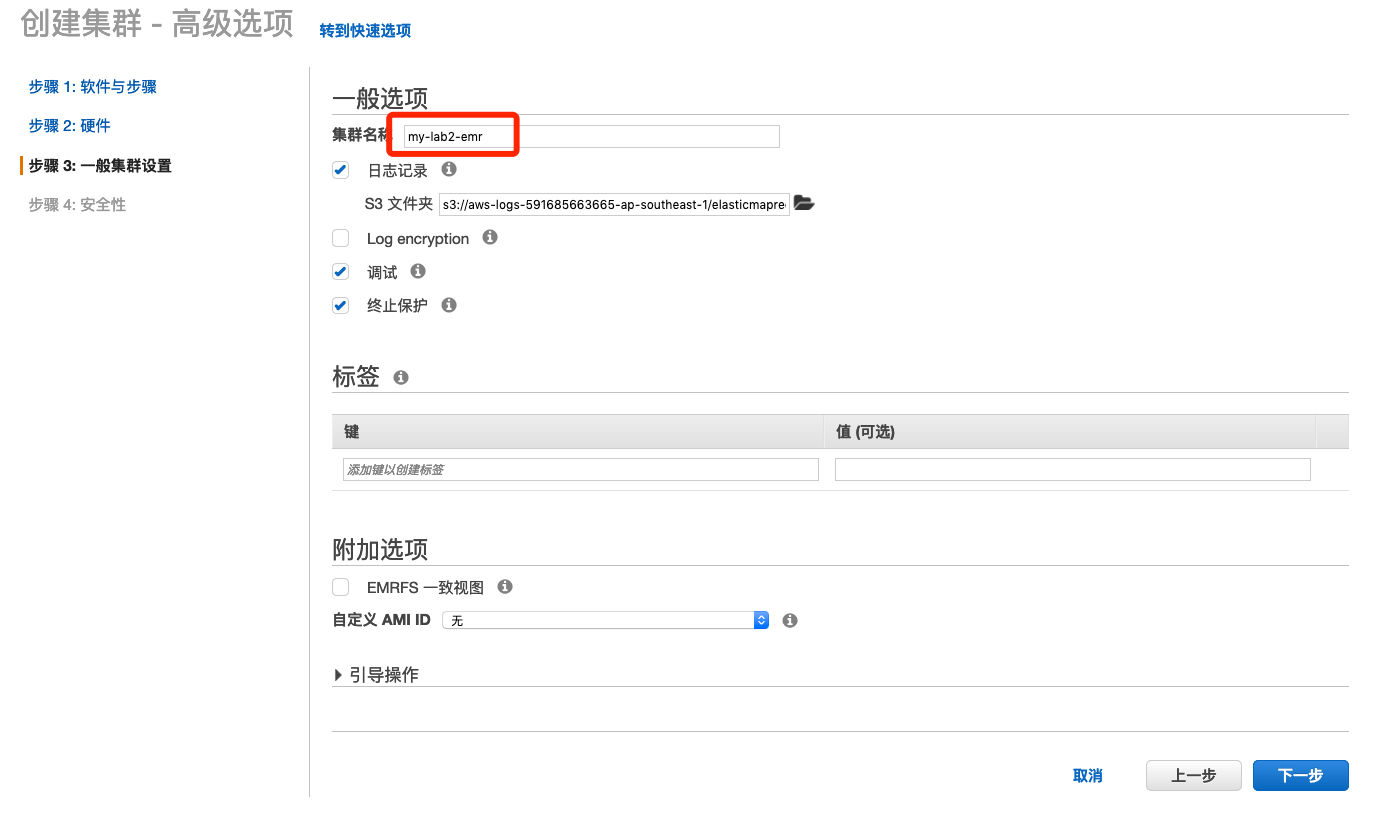 创建集群 - 高级选项 转到快速选项
步骤 1: 软件与步骤
步骤 2: 硬件
步骤 3: 一般集群设置
步骤 4: 安全性
一般选项
集群名称 my-lab2-emr
日志记录
S3 文件夹 s3://aws-logs-591685663665-ap-southeast-1/elasticmapre
Log encryption
调试
终止保护
标签
键 值 (可选)
添加键以创建标签
附加选项
EMRFS 一致视图
自定义 AMI ID 无
引导操作
取消 上一步 下一步